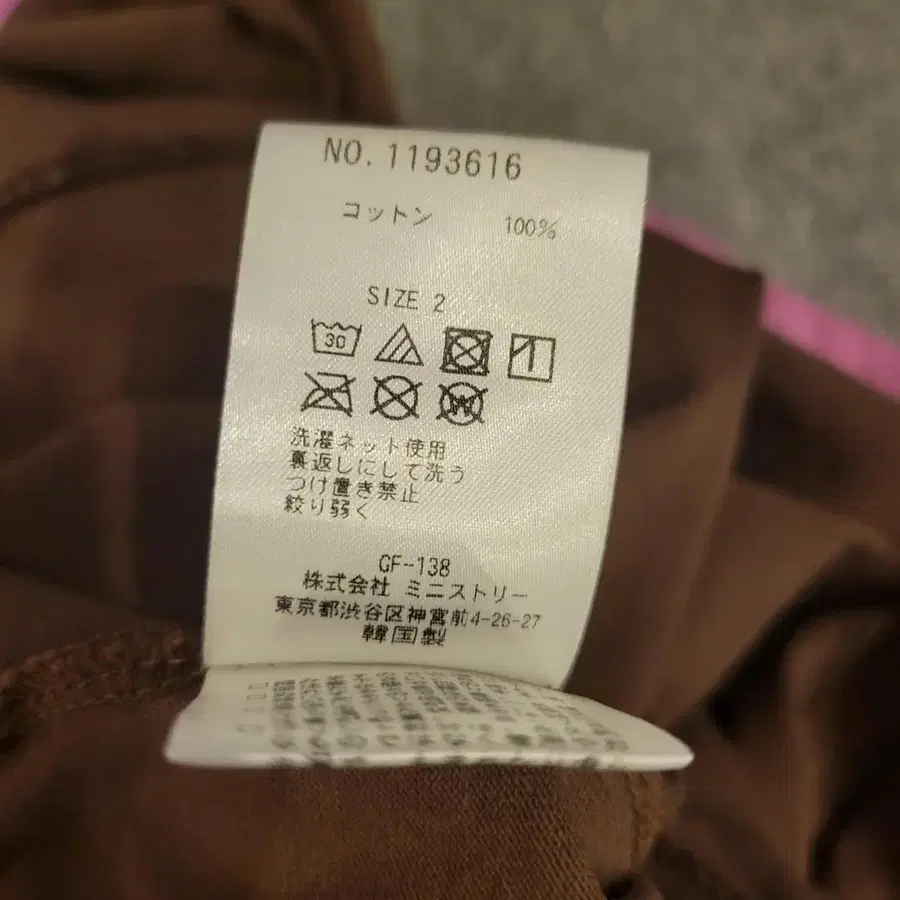 NO. 1193616
コットン 100%
SIZE 2
30
W
洗濯ネット使用
裏返しにして洗う
つけ置き禁止
絞り弱く
GF-138
株式会社 ミニストリー
東京都渋谷区神宮前4-26-27
韓国製